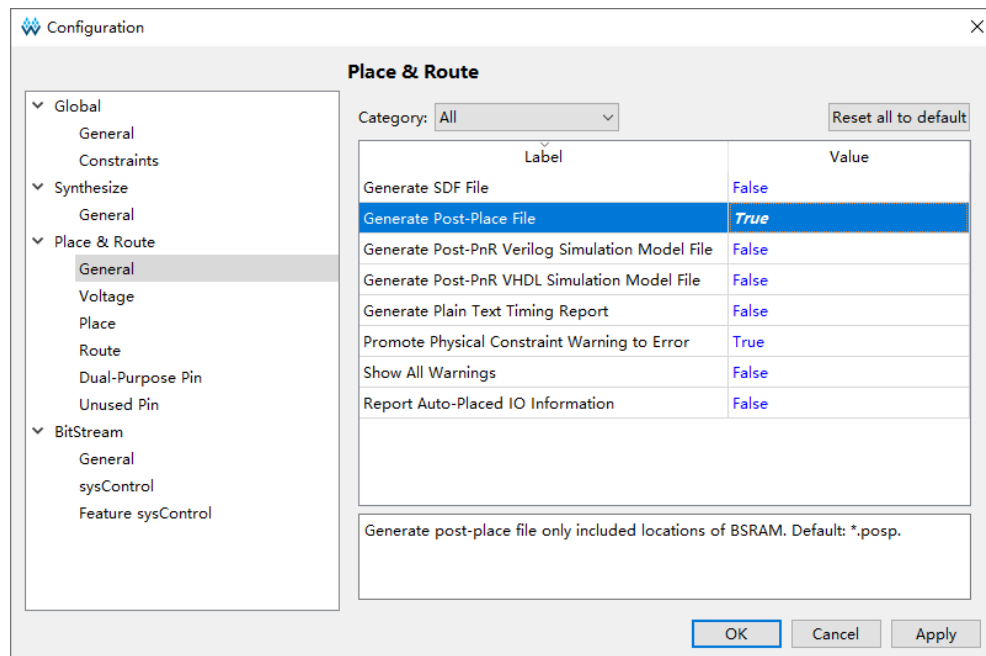 Configuration
Place & Route
Global
General
Constraints
Synthesize
General
Place & Route
General
Voltage
Place
Route
Dual-Purpose Pin
Unused Pin
BitStream
General
sysControl
Feature sysControl
Category: All Reset all to default
Label Value
Generate SDF File False
Generate Post-Place File True
Generate Post-PnR Verilog Simulation Model File False
Generate Post-PnR VHDL Simulation Model File False
Generate Plain Text Timing Report False
Promote Physical Constraint Warning to Error True
Show All Warnings False
Report Auto-Placed IO Information False
Generate post-place file only included locations of BSRAM. Default: *.posp.
OK Cancel Apply